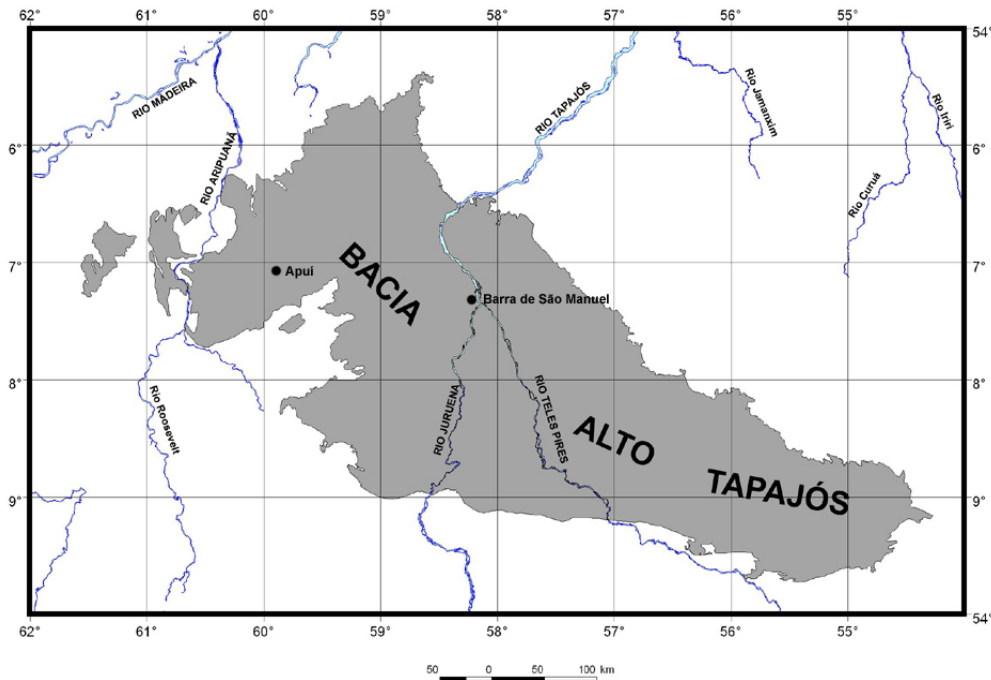 62° 61° 60° 59° 58° 57° 56° 55°
54°
RIO MADEIRA
RIO ARIPUANÃ
RIO TAPAJÓS
Rio Jamanxim
Rio Iriri
6° 6°
Rio Curuá
7° 7°
Apuí
BACIA
Barra de São Manuel
8° 8°
Rio Roosevelt
RIO JURUENA
RIO TELES PIRES
ALTO
TAPAJÓS
9° 9°
54°
62° 61° 60° 59° 58° 57° 56° 55°
50 0 50 100 km